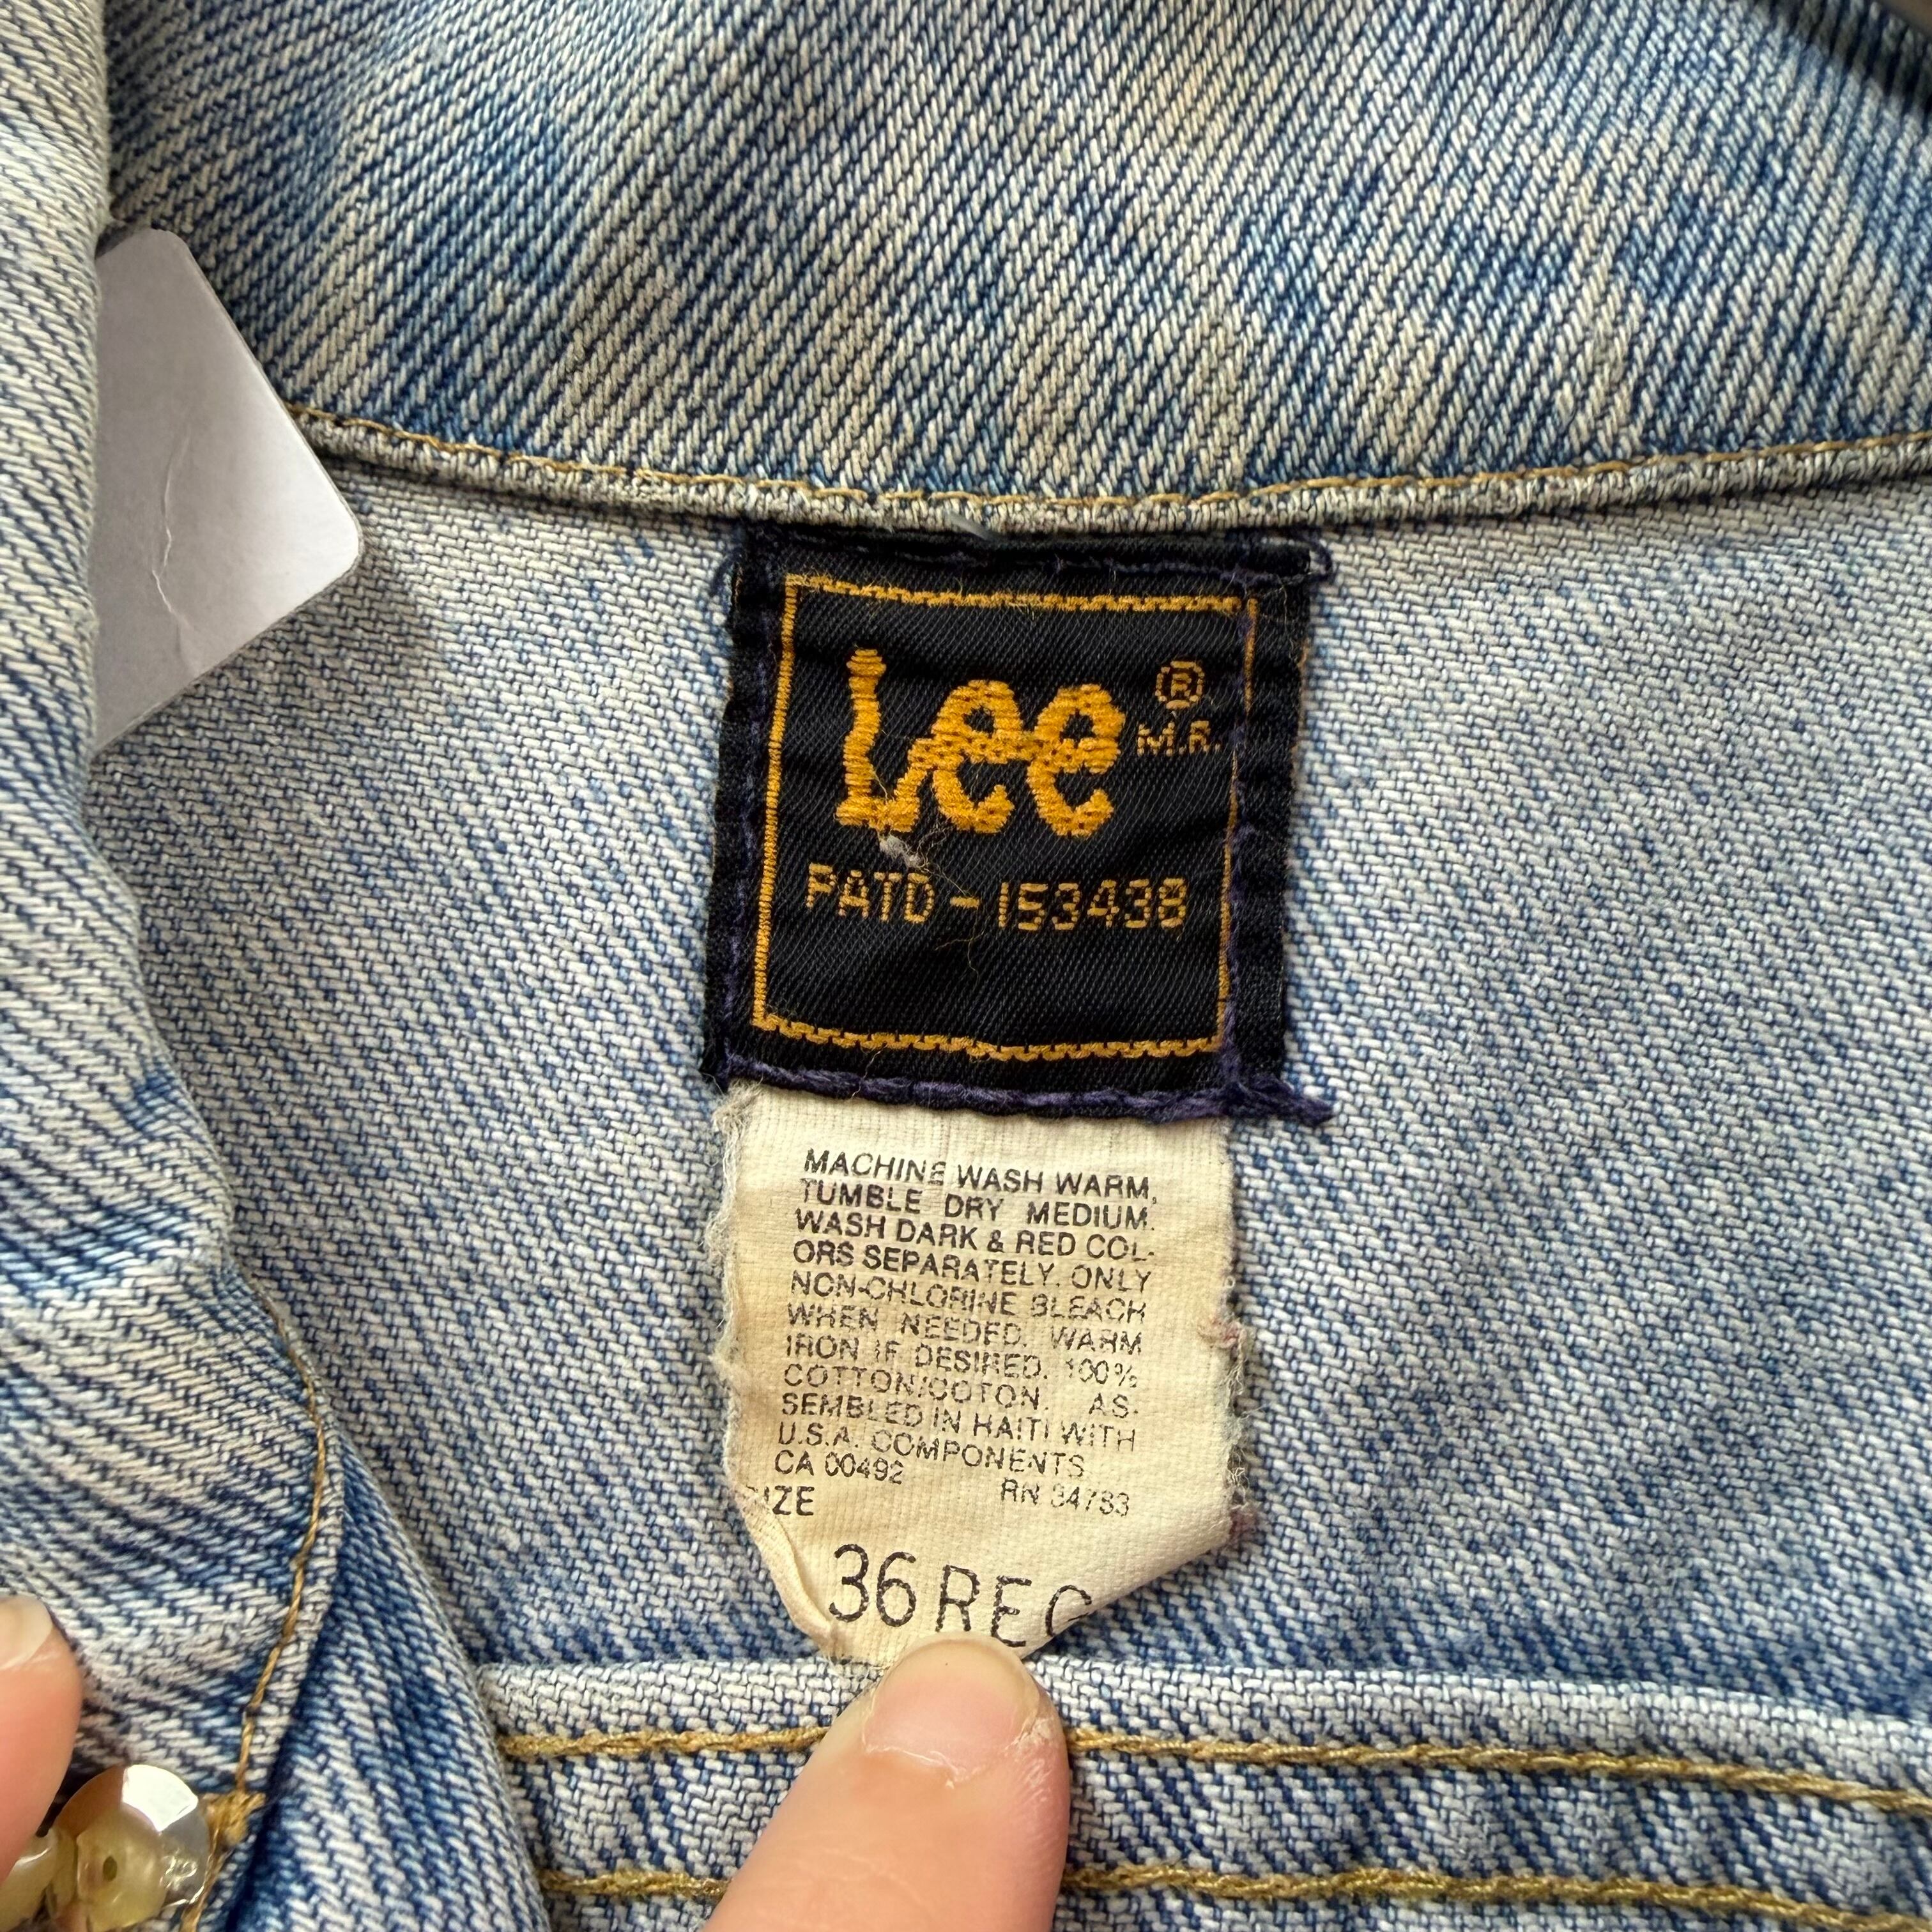 Lee ®
M.R.
PATD-153438
MACHINE WASH WARM,
TUMBLE DRY MEDIUM.
WASH DARK & RED COL-
ORS SEPARATELY. ONLY
NON-CHLORINE BLEACH
WHEN NEEDED. WARM
IRON IF DESIRED. 100%
COTTON/COTON. AS-
SEMBLED IN HAITI WITH
U.S.A. COMPONENTS
CA 00492 RN 34783
SIZE
36 REG